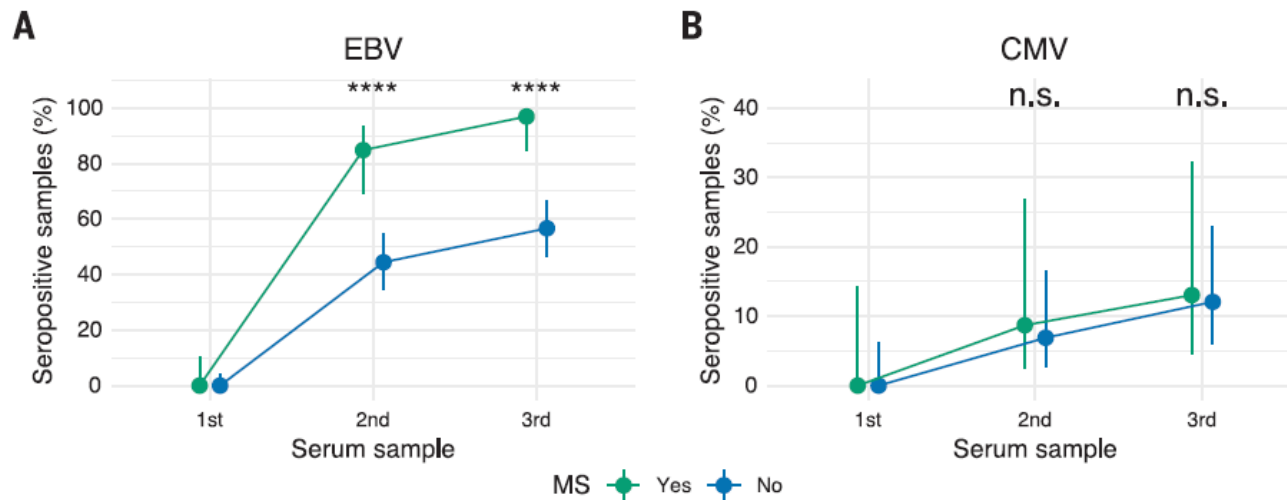 A
EBV
Seropositive samples (%)
100
80
60
40
20
0
****
****
1st
2nd
3rd
Serum sample
B
CMV
Seropositive samples (%)
40
30
20
10
0
n.s.
n.s.
1st
2nd
3rd
Serum sample
MS Yes No